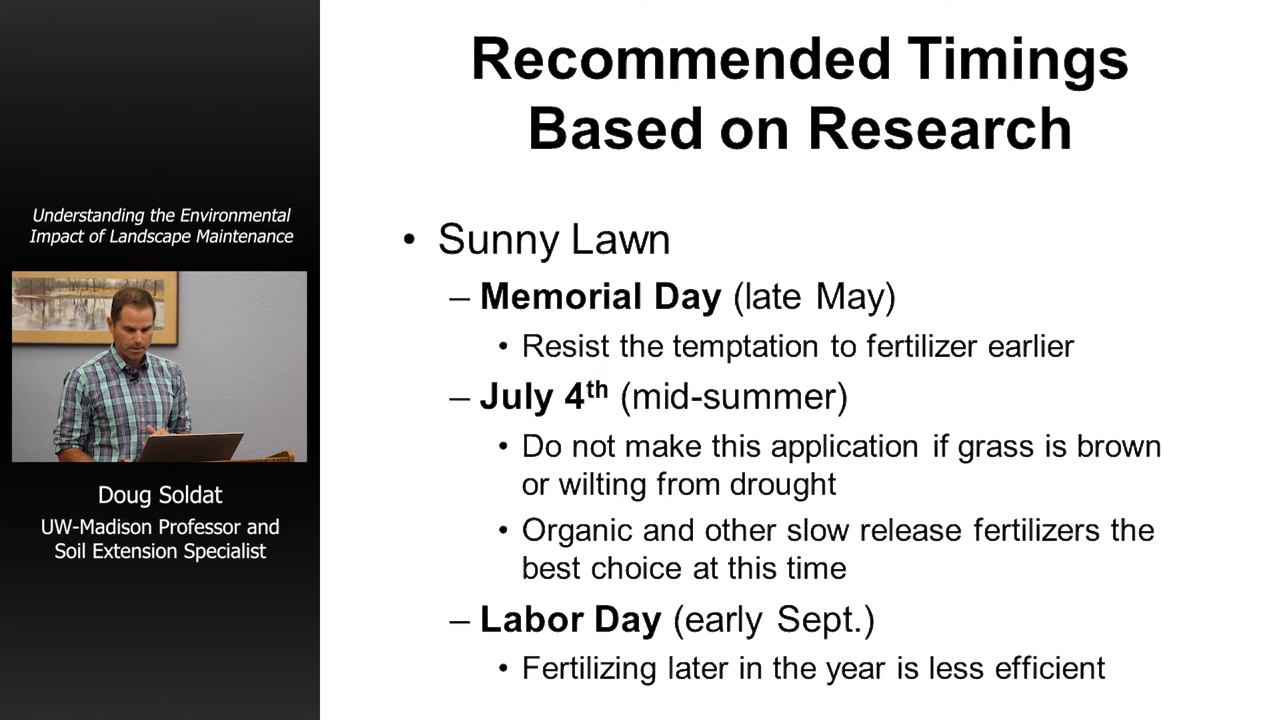 Recommended Timings
Based on Research
Understanding the Environmental
Impact of Landscape Maintenance
Doug Soldat
UW-Madison Professor and
Soil Extension Specialist
• Sunny Lawn
– Memorial Day (late May)
• Resist the temptation to fertilizer earlier
– July 4th (mid-summer)
• Do not make this application if grass is brown
or wilting from drought
• Organic and other slow release fertilizers the
best choice at this time
– Labor Day (early Sept.)
• Fertilizing later in the year is less efficient